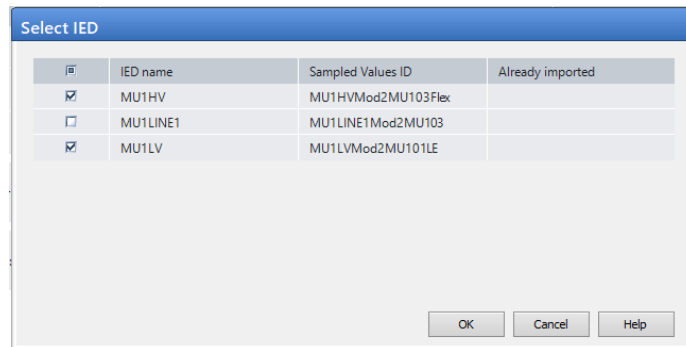 Select IED
IED name Sampled Values ID Already imported
MU1HV MU1HVMod2MU103Flex
MU1LINE1 MU1LINE1Mod2MU103
MU1LV MU1LVMod2MU101LE
OK Cancel Help